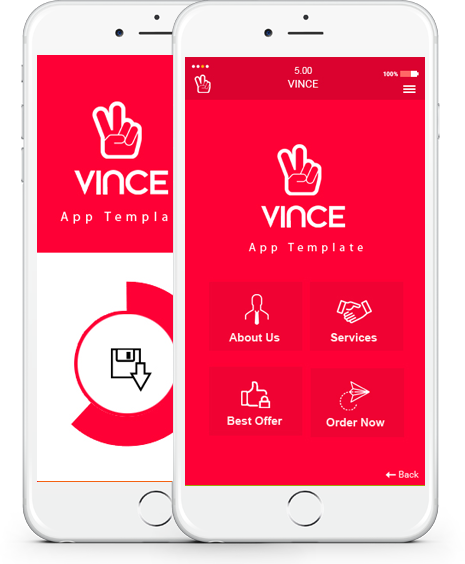 VINCE
App Templa
5.00
VINCE
100%
VINCE
App Template
About Us
Services
Best Offer
Order Now
Back